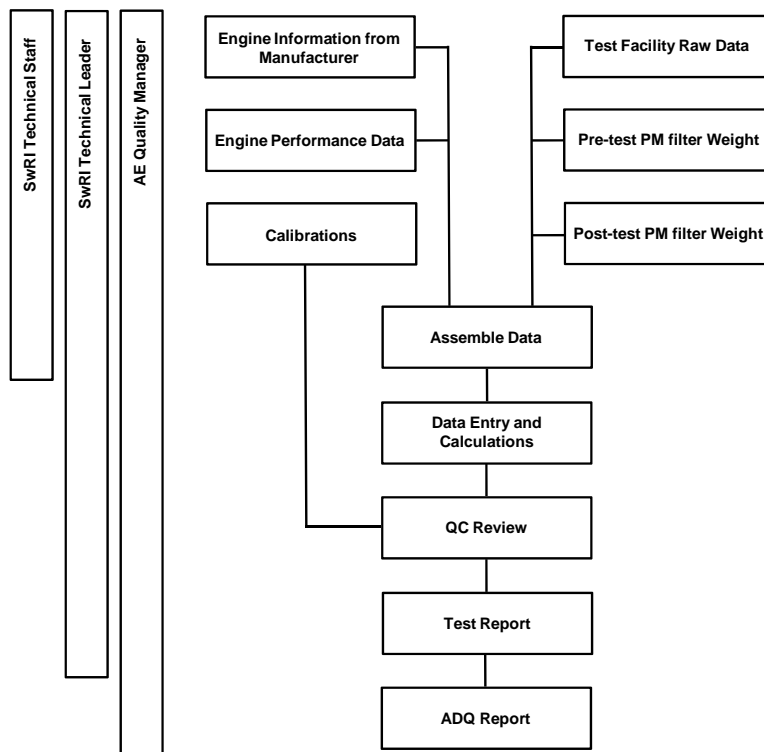 SwRI Technical Staff
SwRI Technical Leader
AE Quality Manager
Engine Information from
Manufacturer
Test Facility Raw Data
Engine Performance Data
Pre-test PM filter Weight
Calibrations
Post-test PM filter Weight
Assemble Data
Data Entry and
Calculations
QC Review
Test Report
ADQ Report